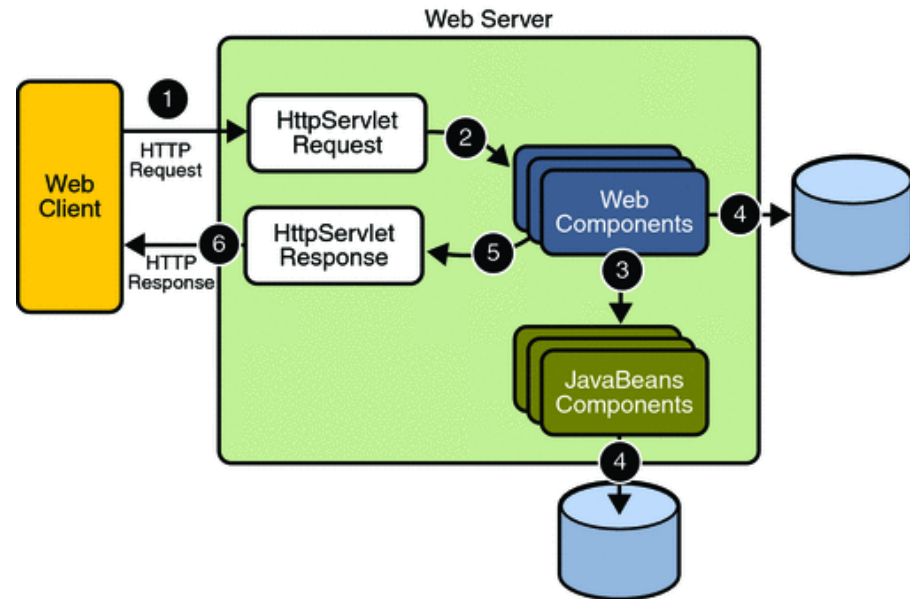 Web Server
1
HttpServlet
Request
2
HTTP
Request
Web
Client
Web
Components
4
6
HttpServlet
Response
5
HTTP
Response
3
JavaBeans
Components
4